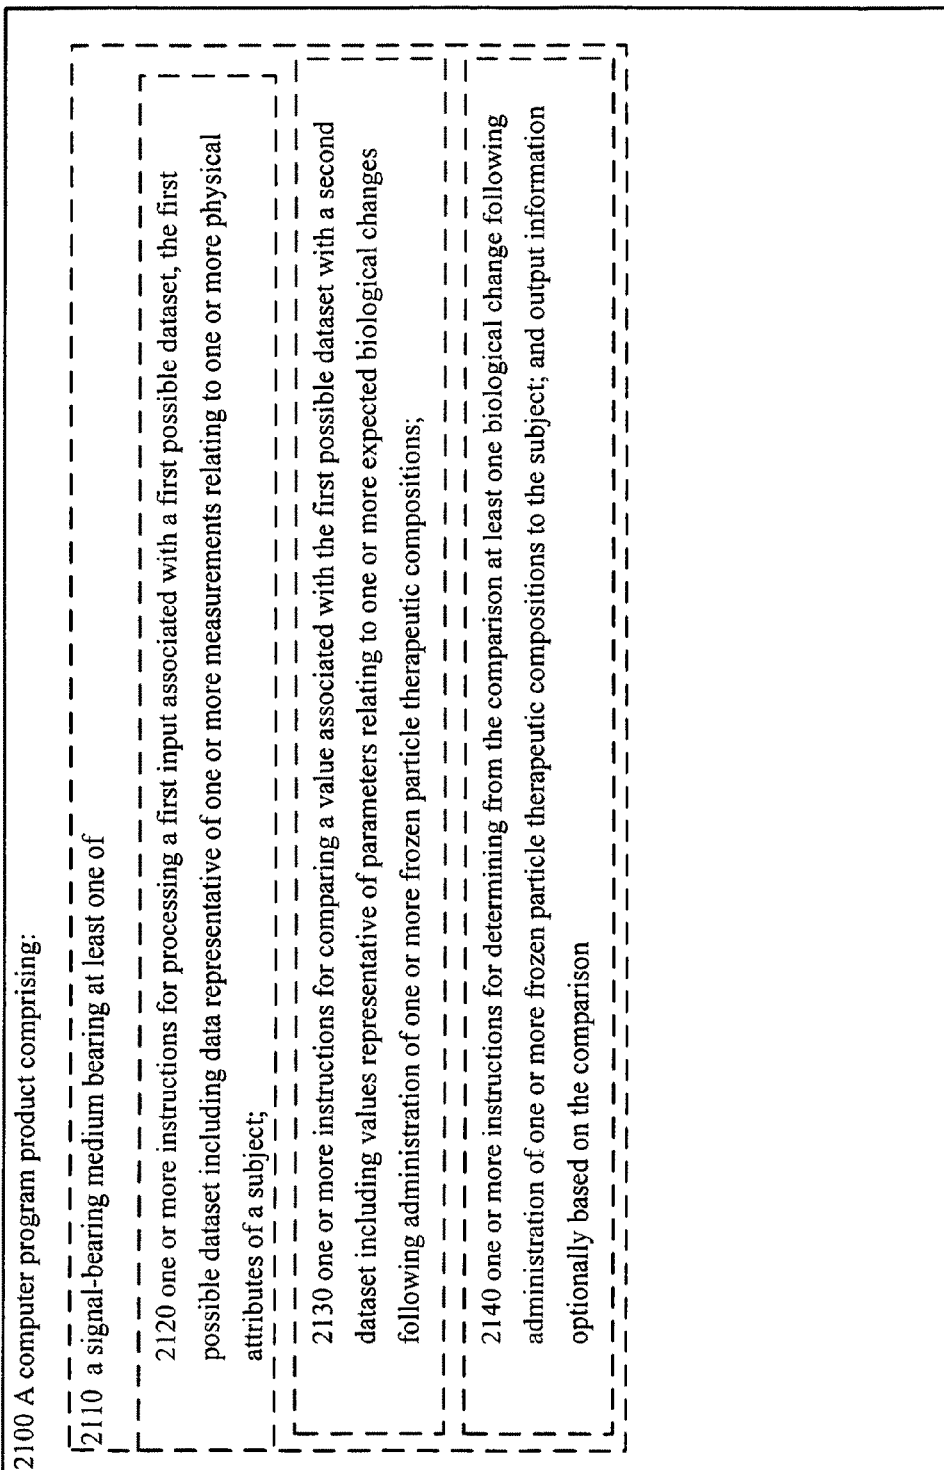 2100 A computer program product comprising:
2110 a signal-bearing medium bearing at least one of
2120 one or more instructions for processing a first input associated with a first possible dataset, the first
possible dataset including data representative of one or more measurements relating to one or more physical
attributes of a subject;
2130 one or more instructions for comparing a value associated with the first possible dataset with a second
dataset including values representative of parameters relating to one or more expected biological changes
following administration of one or more frozen particle therapeutic compositions;
2140 one or more instructions for determining from the comparison at least one biological change following
administration of one or more frozen particle therapeutic compositions to the subject; and output information
optionally based on the comparison